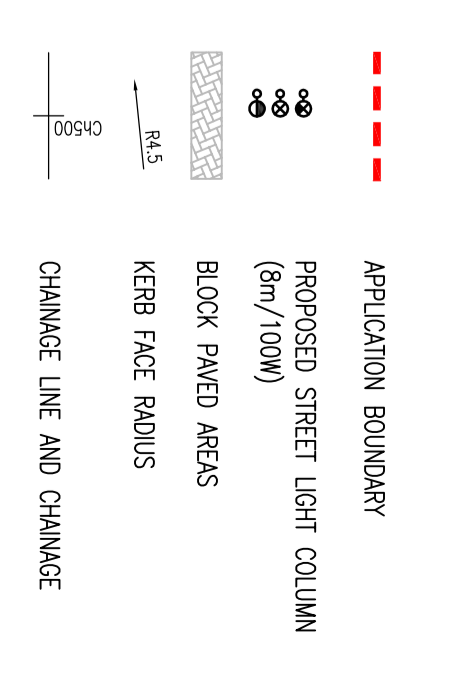 APPLICATION BOUNDARY
PROPOSED STREET LIGHT COLUMN
(8m/100W)
BLOCK PAVED AREAS
R4.5
KERB FACE RADIUS
Ch500
CHAINAGE LINE AND CHAINAGE